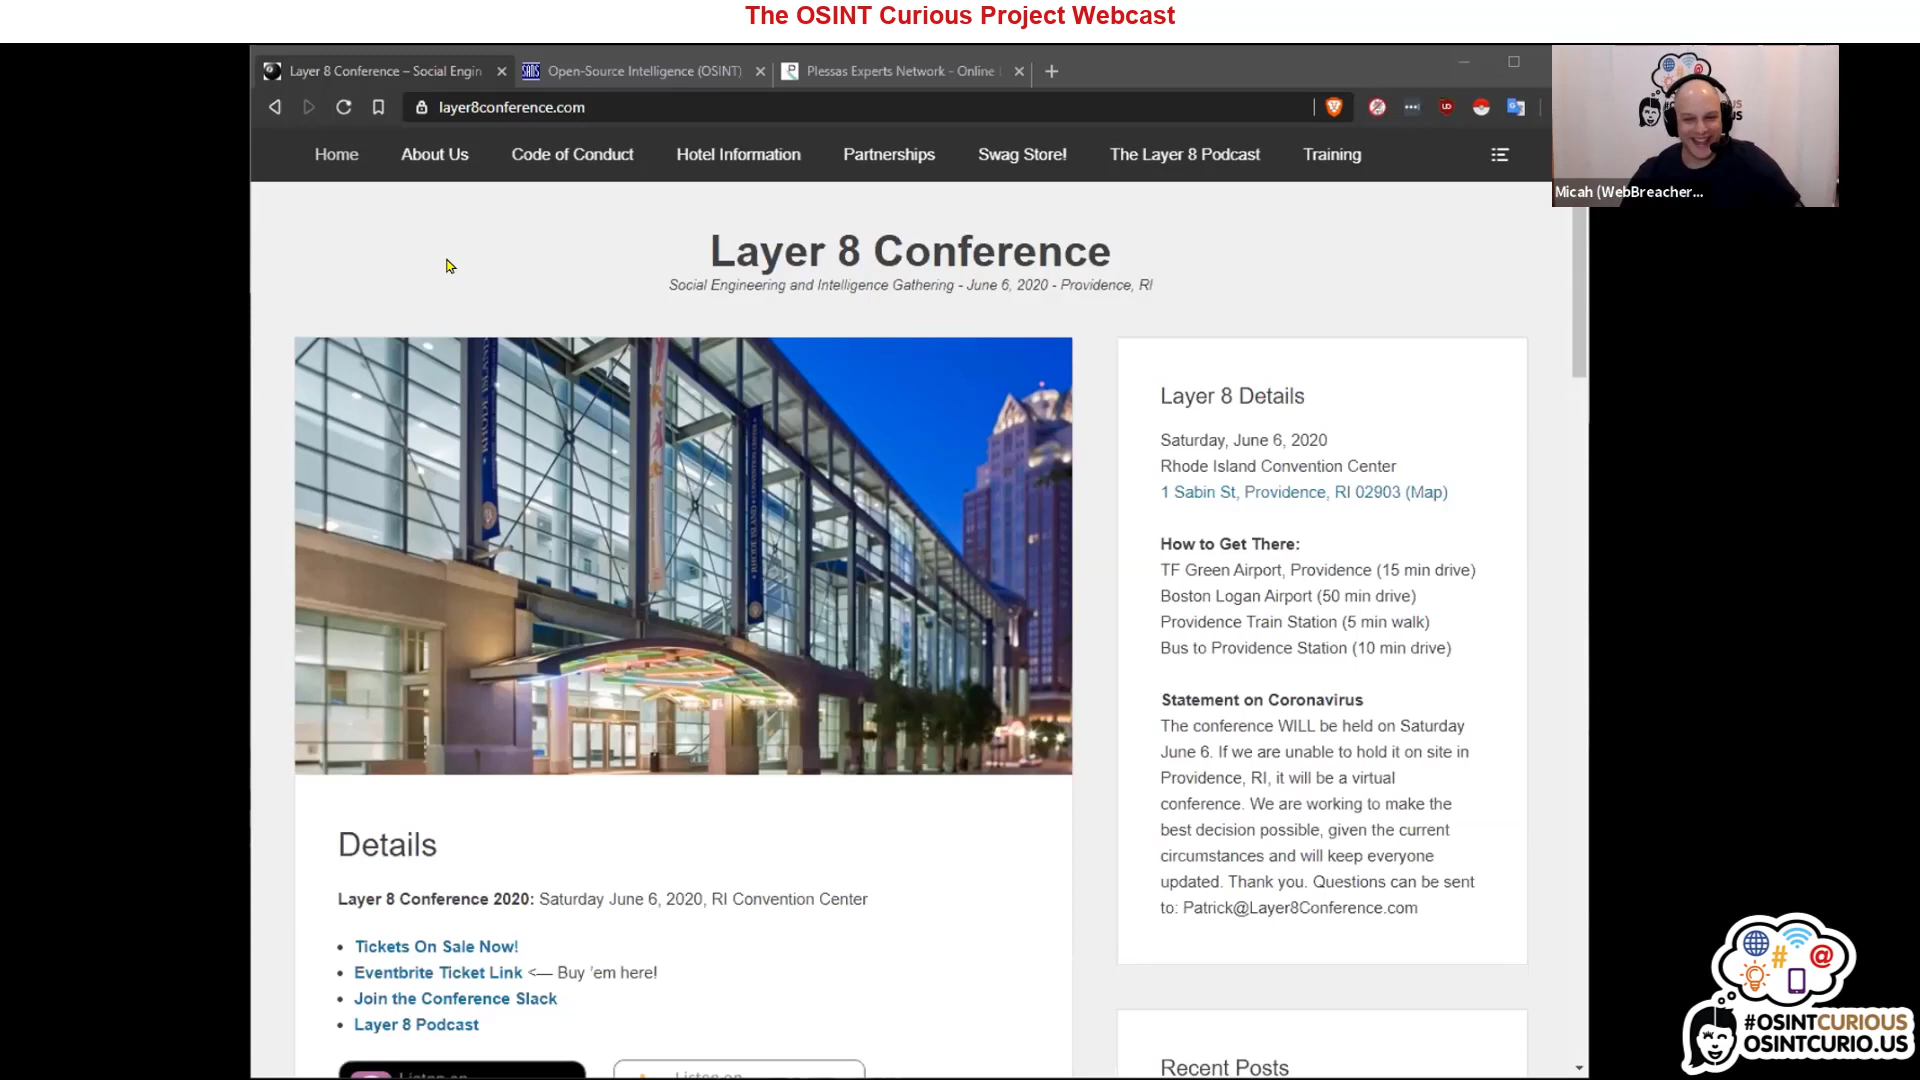 The OSINT Curious Project Webcast
Layer 8 Conference – Social Engin
SANS Open-Source Intelligence (OSINT)
Plessas Experts Network - Online
layer8conference.com
Home About Us Code of Conduct Hotel Information Partnerships Swag Store! The Layer 8 Podcast Training
Micah (WebBreacher...
Layer 8 Conference
Social Engineering and Intelligence Gathering - June 6, 2020 - Providence, RI
RHODE ISLAND
Layer 8 Details
Saturday, June 6, 2020
Rhode Island Convention Center
1 Sabin St, Providence, RI 02903 (Map)
How to Get There:
TF Green Airport, Providence (15 min drive)
Boston Logan Airport (50 min drive)
Providence Train Station (5 min walk)
Bus to Providence Station (10 min drive)
Statement on Coronavirus
The conference WILL be held on Saturday
June 6. If we are unable to hold it on site in
Providence, RI, it will be a virtual
conference. We are working to make the
best decision possible, given the current
circumstances and will keep everyone
updated. Thank you. Questions can be sent
to: Patrick@Layer8Conference.com
Details
Layer 8 Conference 2020: Saturday June 6, 2020, RI Convention Center
• Tickets On Sale Now!
• Eventbrite Ticket Link <— Buy 'em here!
• Join the Conference Slack
• Layer 8 Podcast
Listen on
Listen on
Recent Posts
#OSINTCURIOUS
OSINTCURIO.US